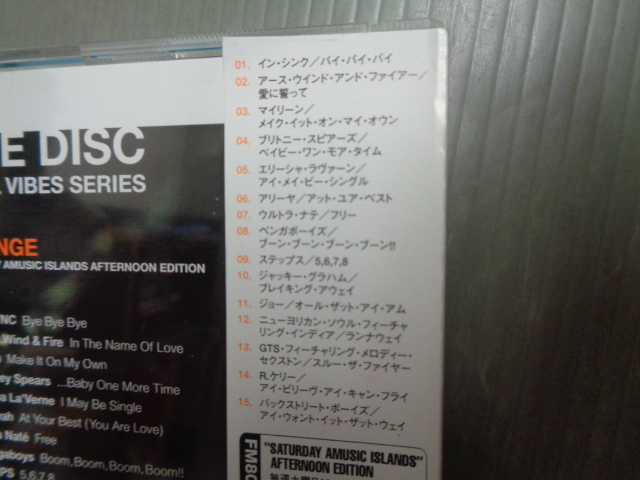 01. イン・シンク／バイ・バイ・バイ
02. アース・ウインド・アンド・ファイアー／
愛に誓って
03. マイリーン／
メイク・イット・オン・マイ・オウン
04. ブリトニー・スピアーズ／
ベイビー・ワン・モア・タイム
05. エリーシャ・ラヴァーン／
アイ・メイ・ビー・シングル
06. アリーヤ／アット・ユア・ベスト
07. ウルトラ・ナテ／フリー
08. ベンガボーイズ／
ブーン・ブーン・ブーン・ブーン!!
09. ステップス／5,6,7,8
10. ジャッキー・グラハム／
ブレイキング・アウェイ
11. ジョー／オール・ザット・アイ・アム
12. ニューヨリカン・ソウル・フィーチャ
リング・インディア／ランナウェイ
13. GTS・フィーチャリング・メロディー・
セクストン／スルー・ザ・ファイヤー
14. R.ケリー／
アイ・ビリーヴ・アイ・キャン・フライ
15. バックストリート・ボーイズ／
アイ・ウォント・イット・ザット・ウェイ
FM80
"SATURDAY AMUSIC ISLANDS"
AFTERNOON EDITION
E DISC
VIBES SERIES
NGE
AMUSIC ISLANDS AFTERNOON EDITION
NC Bye Bye Bye
Wind & Fire In The Name Of Love
Make It On My Own
ey Spears ...Baby One More Time
a La'Verne I May Be Single
ah At Your Best (You Are Love)
a Naté Free
gaboys Boom, Boom, Boom, Boom!!
PS 5,6,7,8